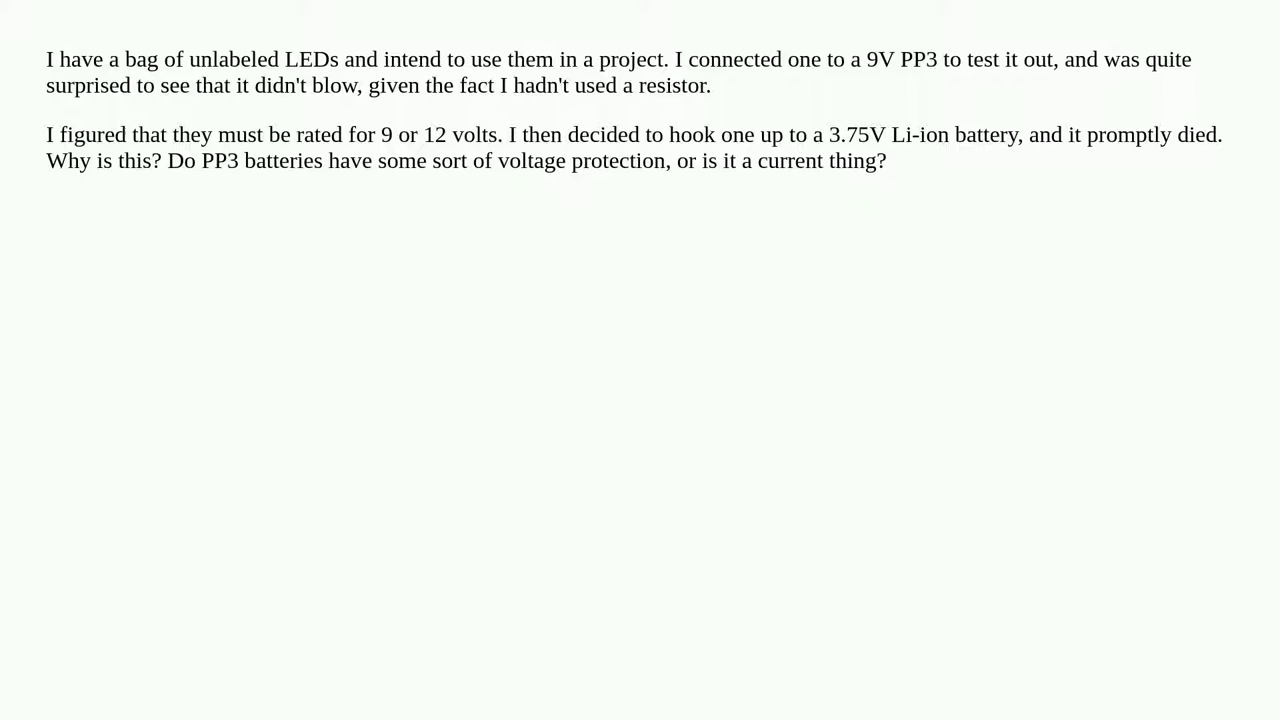 I have a bag of unlabeled LEDs and intend to use them in a project. I connected one to a 9V PP3 to test it out, and was quite
surprised to see that it didn't blow, given the fact I hadn't used a resistor.
I figured that they must be rated for 9 or 12 volts. I then decided to hook one up to a 3.75V Li-ion battery, and it promptly died.
Why is this? Do PP3 batteries have some sort of voltage protection, or is it a current thing?